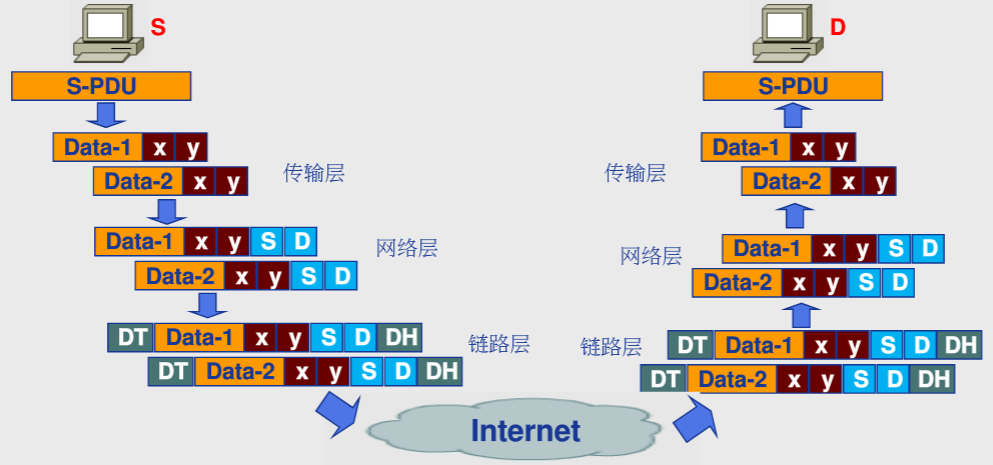 S
S-PDU
Data-1 x y
Data-2 x y
传输层
Data-1 x y S D
Data-2 x y S D
网络层
DT Data-1 x y S D DH
DT Data-2 x y S D DH
链路层
Internet
D
S-PDU
Data-1 x y
Data-2 x y
传输层
Data-1 x y S D
Data-2 x y S D
网络层
DT Data-1 x y S D DH
DT Data-2 x y S D DH
链路层